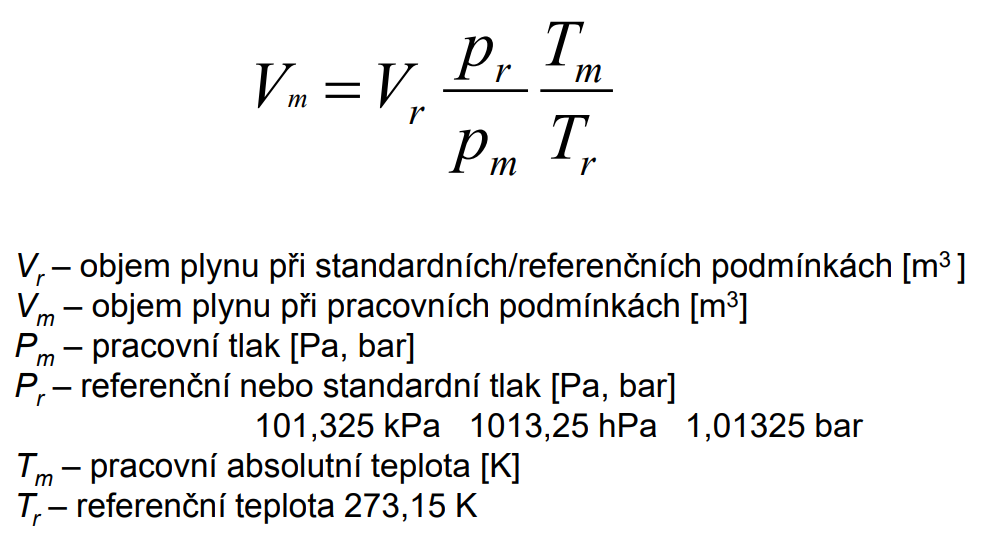 V_m = V_r \frac{p_r}{p_m} \frac{T_m}{T_r}
V_r – objem plynu při standardních/referenčních podmínkách [m³ ]
V_m – objem plynu při pracovních podmínkách [m³]
P_m – pracovní tlak [Pa, bar]
P_r – referenční nebo standardní tlak [Pa, bar]
101,325 kPa 1013,25 hPa 1,01325 bar
T_m – pracovní absolutní teplota [K]
T_r – referenční teplota 273,15 K